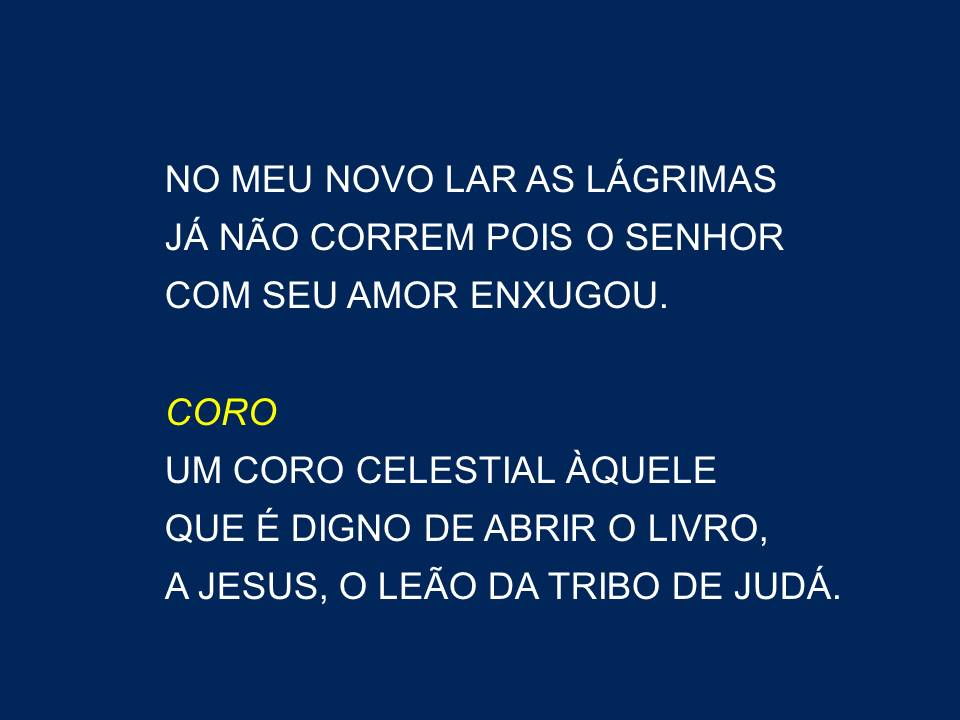 NO MEU NOVO LAR AS LÁGRIMAS
JÁ NÃO CORREM POIS O SENHOR
COM SEU AMOR ENXUGOU.
CORO
UM CORO CELESTIAL ÀQUELE
QUE É DIGNO DE ABRIR O LIVRO,
A JESUS, O LEÃO DA TRIBO DE JUDÁ.